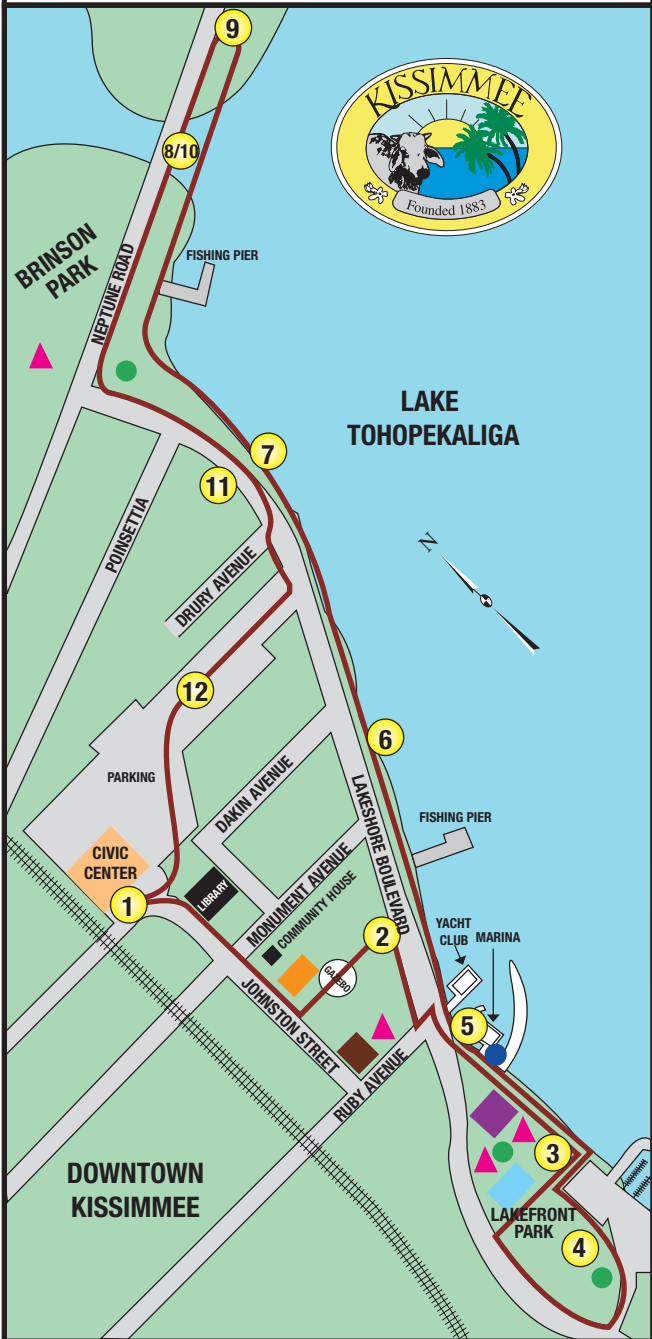 9
KISSIMMEE
Founded 1883
8/10
BRINSON
PARK
NEPTUNE ROAD
FISHING PIER
LAKE
TOHOPEKALIGA
7
11
POINSETTIA
N
DRURY AVENUE
12
6
PARKING
DAKIN AVENUE
LAKESHORE BOULEVARD
FISHING PIER
CIVIC
CENTER
LIBRARY
MONUMENT AVENUE
COMMUNITY HOUSE
1
2
YACHT
CLUB
MARINA
GAZEBO
JOHNSTON STREET
5
RUBY AVENUE
3
DOWNTOWN
KISSIMMEE
LAKEFRONT
PARK
4